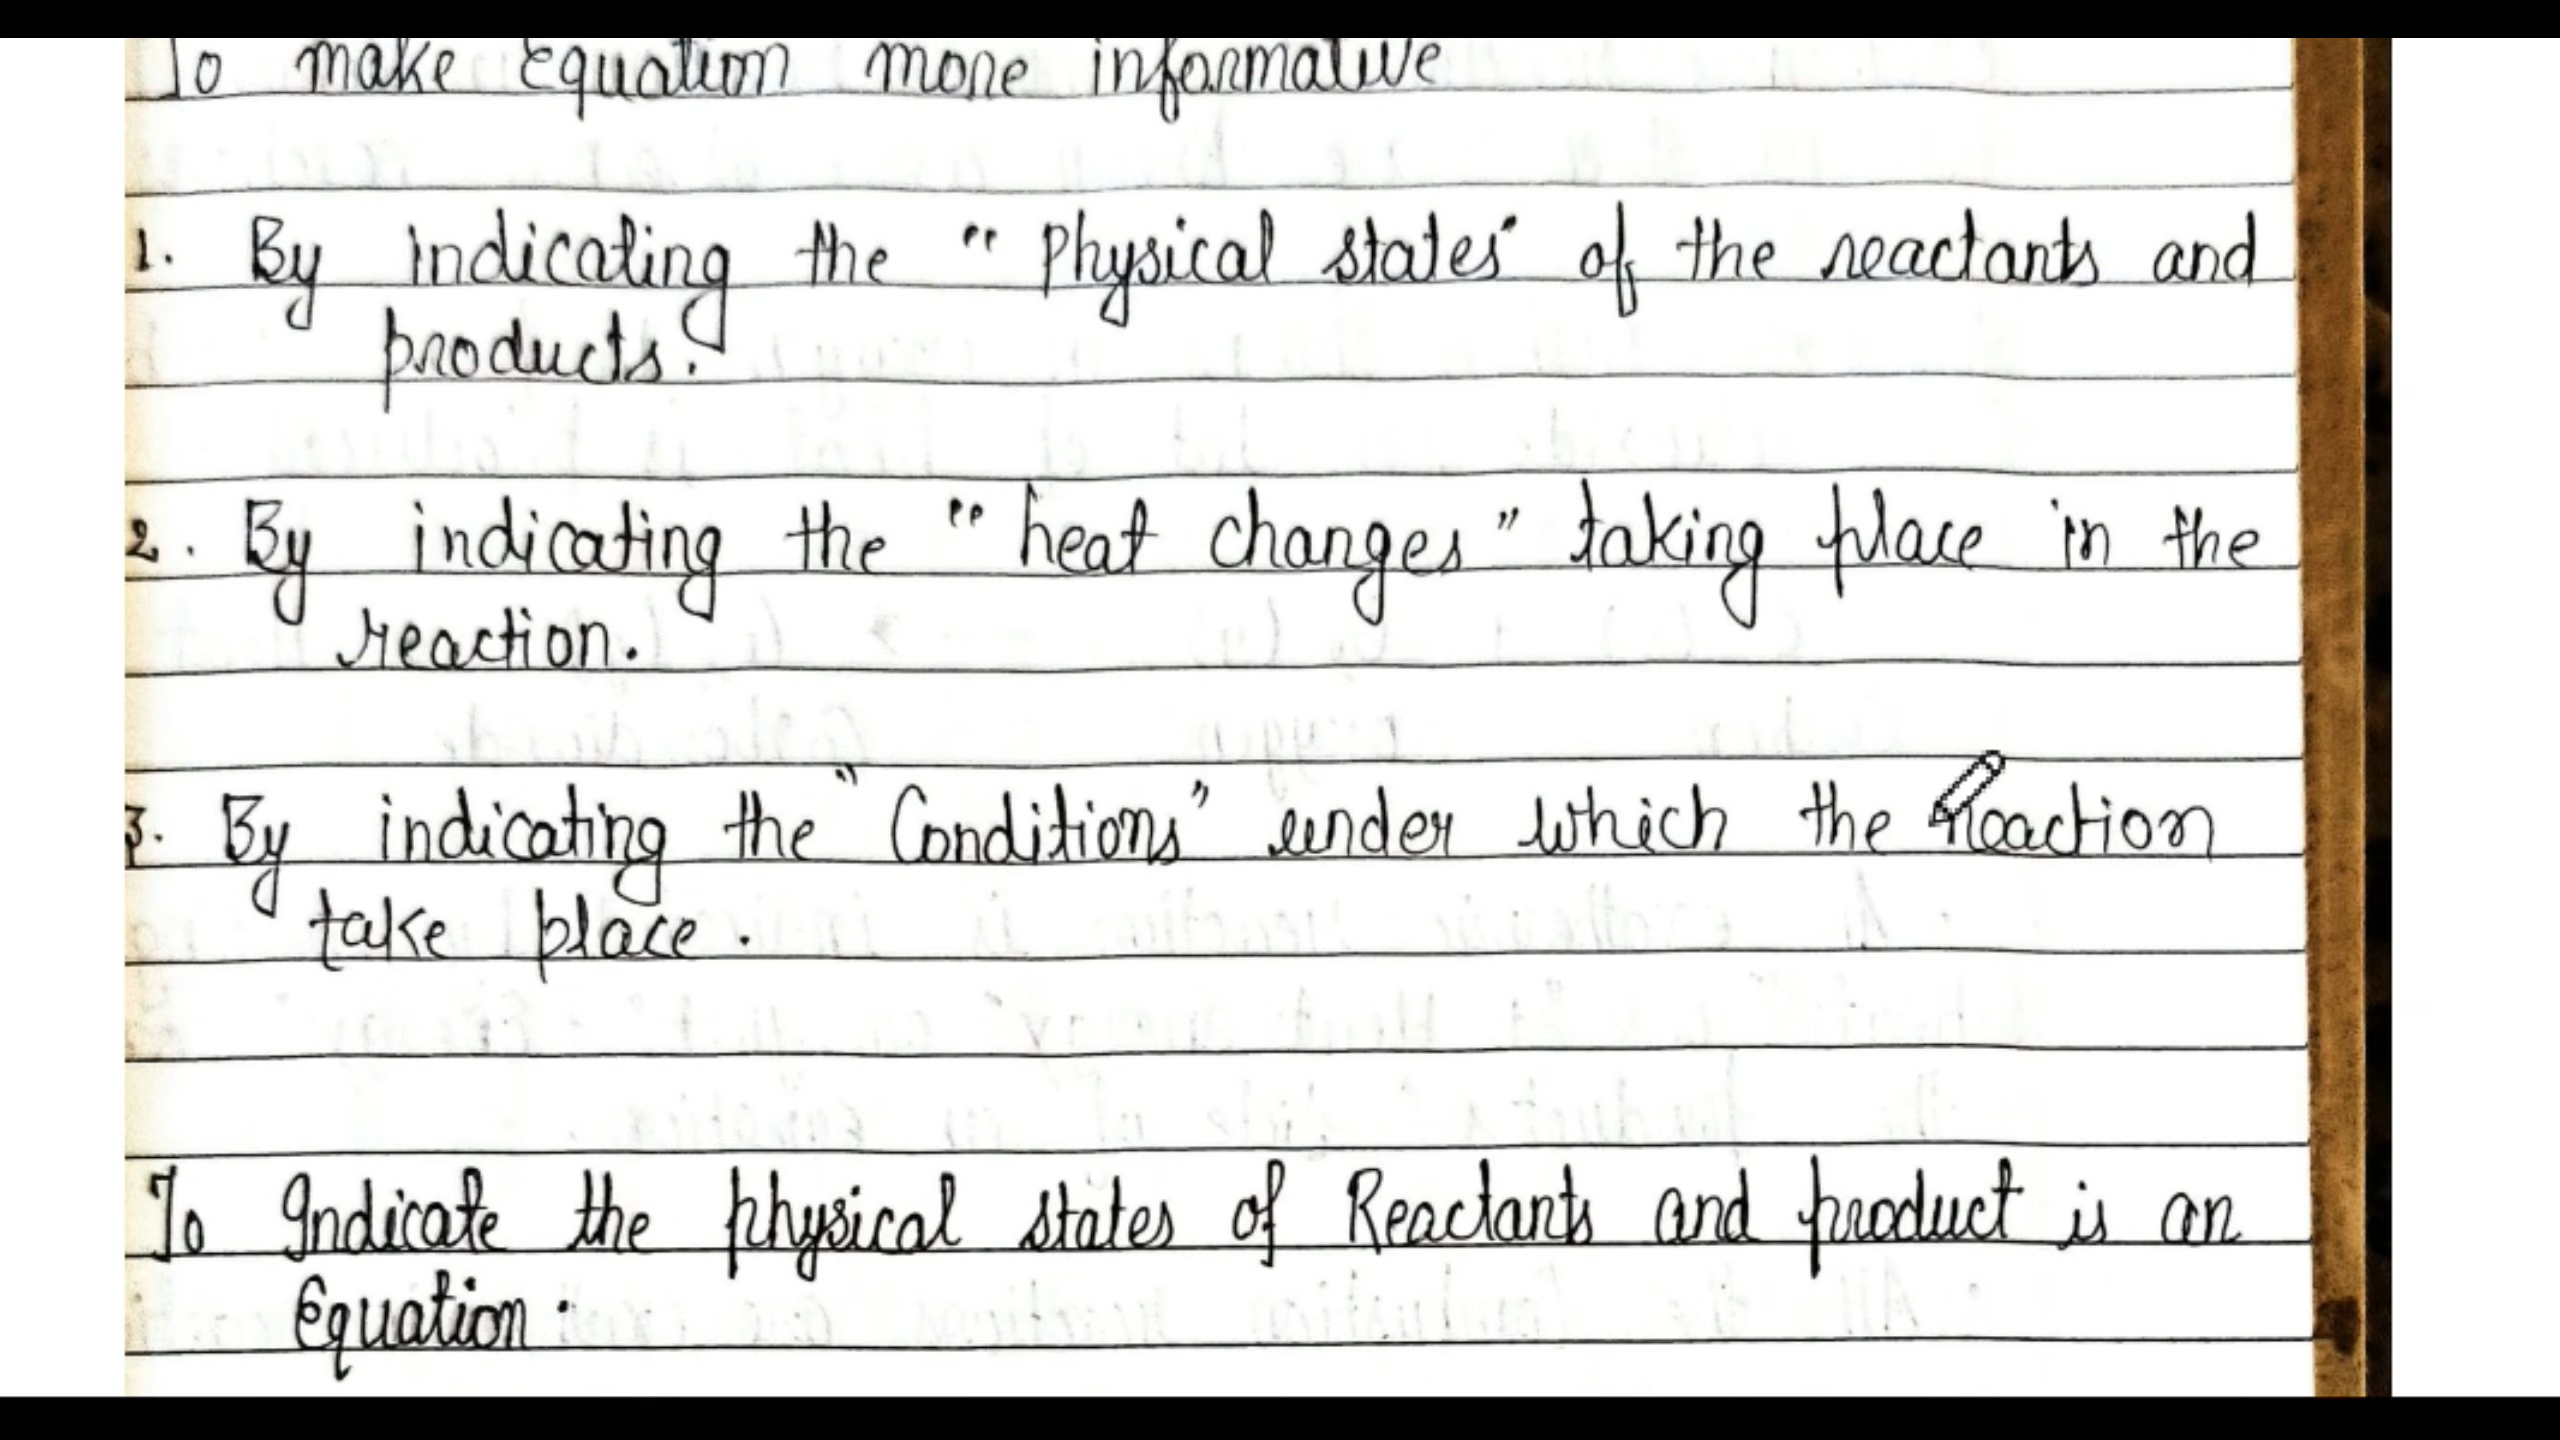 To make Equation more informative
1. By indicating the "Physical states" of the reactants and
products.
2. By indicating the "heat changes" taking place in the
reaction.
3. By indicating the "Conditions" under which the Reaction
take place.
To Indicate the physical states of Reactants and product is an
Equation.